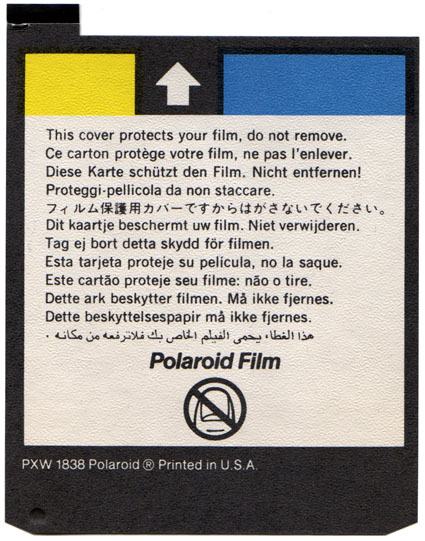 This cover protects your film, do not remove.
Ce carton protège votre film, ne pas l'enlever.
Diese Karte schützt den Film. Nicht entfernen!
Proteggi-pellicola da non staccare.
フィルム保護用カバーですからはがさないでください。
Dit kaartje beschermt uw film. Niet verwijderen.
Tag ej bort detta skydd för filmen.
Esta tarjeta proteje su película, no la saque.
Este cartão proteje seu filme: não o tire.
Dette ark beskytter filmen. Må ikke fjernes.
Dette beskyttelsespapir må ikke fjernes.
هذا الغطاء يحمى الفيلم الخاص بك فلاترفعه من مكانه .
Polaroid Film
PXW 1838 Polaroid ® Printed in U.S.A.